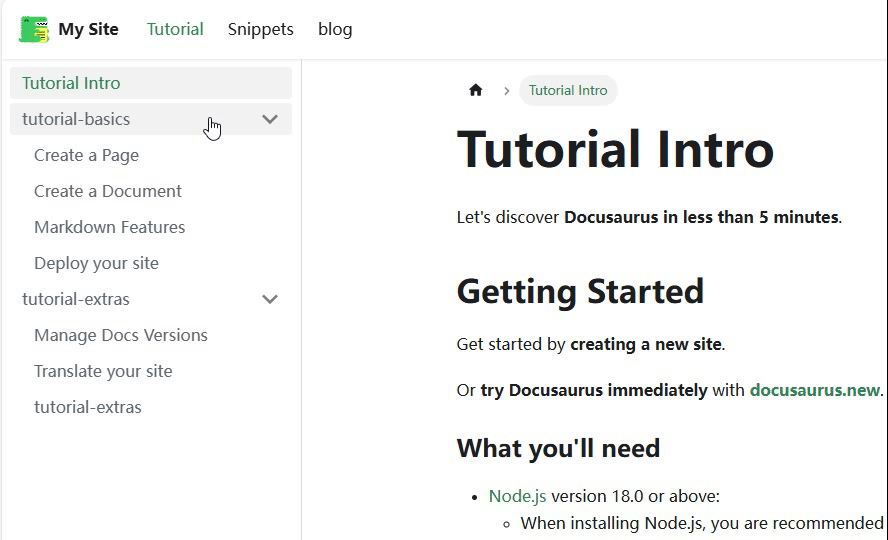 My Site Tutorial Snippets blog
Tutorial Intro
tutorial-basics
Create a Page
Create a Document
Markdown Features
Deploy your site
tutorial-extras
Manage Docs Versions
Translate your site
tutorial-extras
Tutorial Intro
Tutorial Intro
Let's discover Docusaurus in less than 5 minutes.
Getting Started
Get started by creating a new site.
Or try Docusaurus immediately with docusaurus.new.
What you'll need
Node.js version 18.0 or above:
When installing Node.js, you are recommended